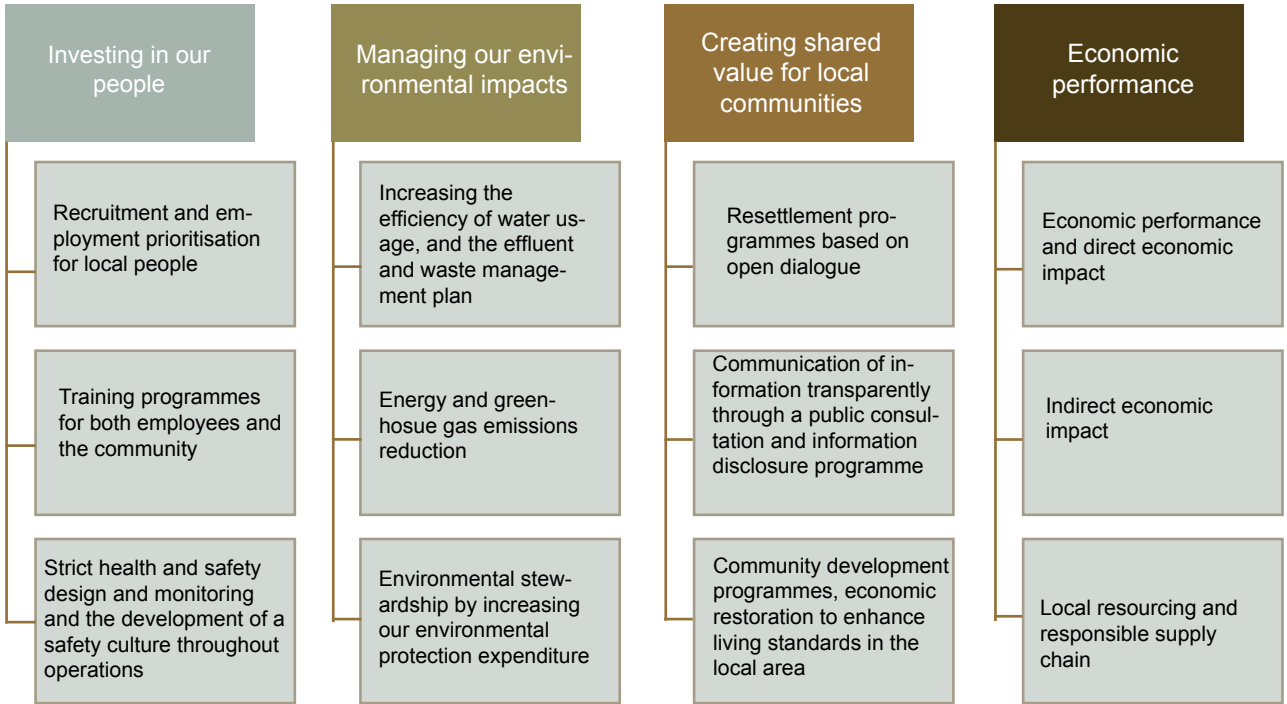 Investing in our
people
Recruitment and em-
ployment prioritisation
for local people
Training programmes
for both employees and
the community
Strict health and safety
design and monitoring
and the development of a
safety culture throughout
operations
Managing our envi-
ronmental impacts
Increasing the
efficiency of water us-
age, and the effluent
and waste manage-
ment plan
Energy and green-
hosue gas emissions
reduction
Environmental stew-
ardship by increasing
our environmental
protection expenditure
Creating shared
value for local
communities
Resettlement pro-
grammes based on
open dialogue
Communication of in-
formation transparently
through a public consul-
tation and information
disclosure programme
Community development
programmes, economic
restoration to enhance
living standards in the
local area
Economic
performance
Economic performance
and direct economic
impact
Indirect economic
impact
Local resourcing and
responsible supply
chain